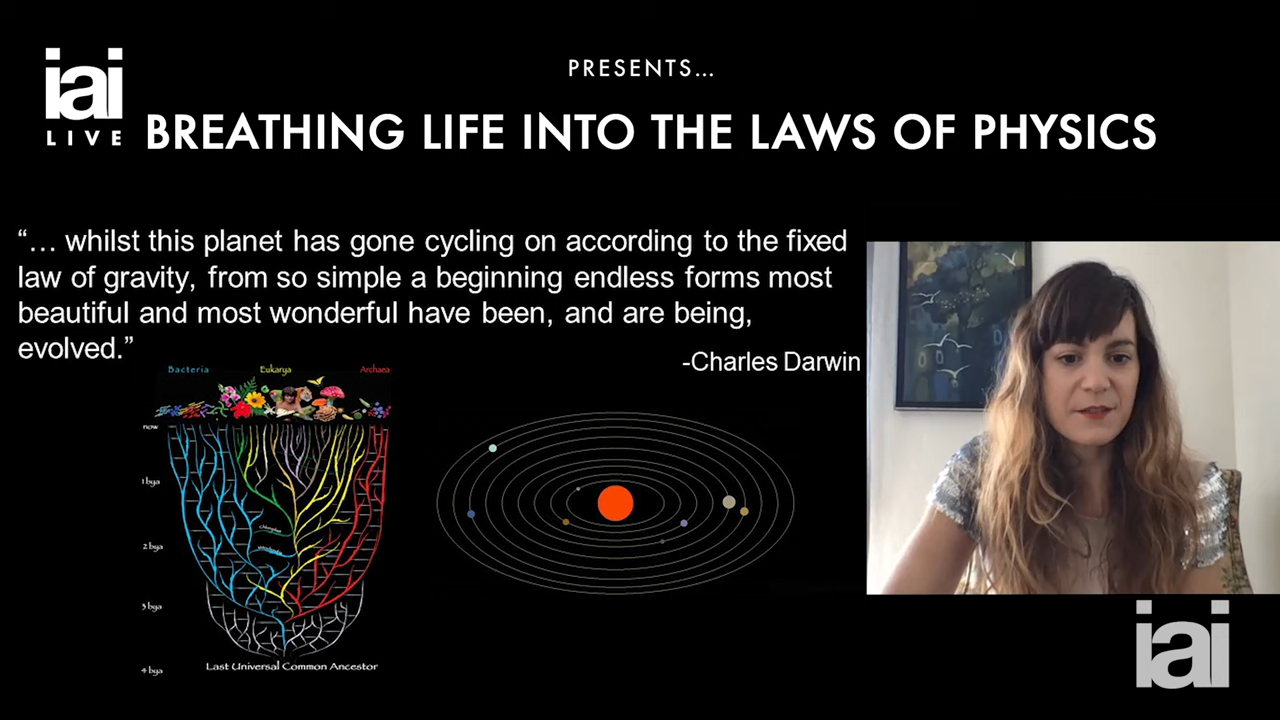 iai
LIVE
PRESENTS...
BREATHING LIFE INTO THE LAWS OF PHYSICS
“… whilst this planet has gone cycling on according to the fixed
law of gravity, from so simple a beginning endless forms most
beautiful and most wonderful have been, and are being,
evolved.”
-Charles Darwin
Bacteria Eukarya Archaea
now
1 bya
2 bya
3 bya
4 bya
Last Universal Common Ancestor
iai